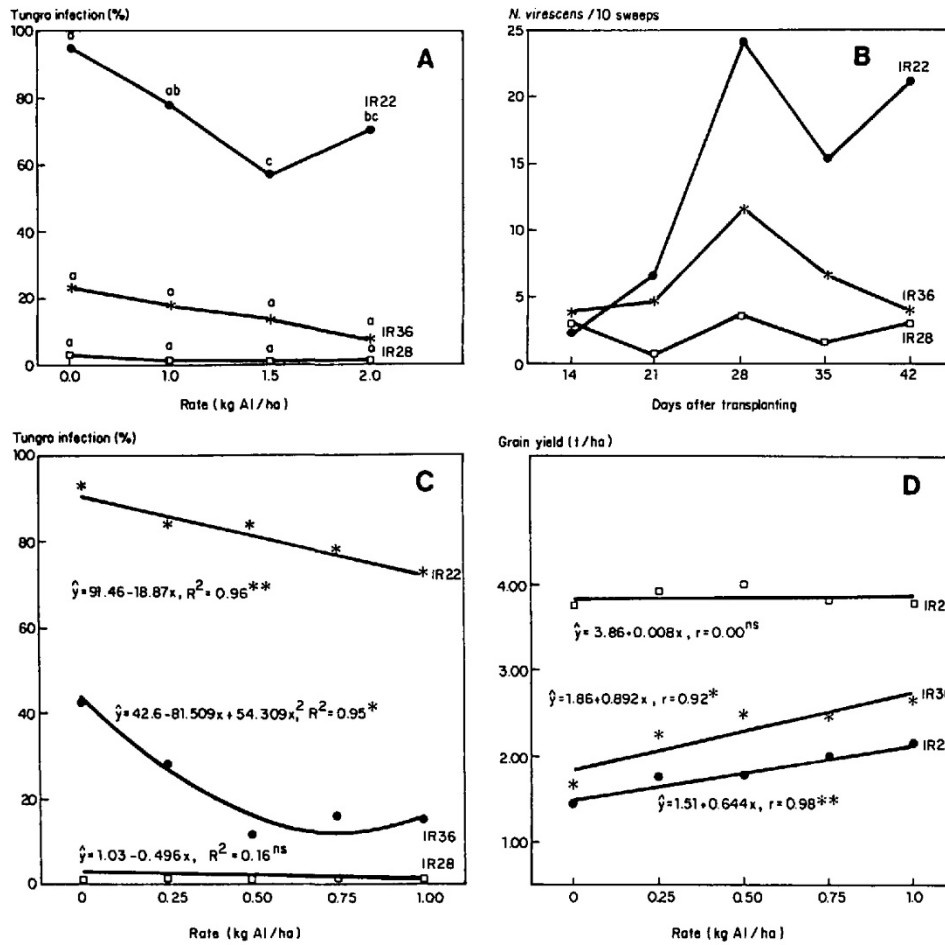 Tungro infection (%)
A
100
80
60
40
20
0
a
ab
c
IR22
bc
a
a
a
a
IR36
a
a
a
a
IR28
0.0 1.0 1.5 2.0
Rate (kg AI/ha)
N. virescens/10 sweeps
B
25
20
15
10
5
0
IR22
IR36
IR28
14 21 28 35 42
Days after transplanting
Tungro infection (%)
C
100
80
60
40
20
0
IR22
ŷ=91.46-18.87x, R²=0.96**
ŷ=42.6-81.509x+54.309x,² R²=0.95*
IR36
ŷ=1.03-0.496x, R²=0.16ns
IR28
0 0.25 0.50 0.75 1.00
Rate (kg AI/ha)
Grain yield (t/ha)
D
4.00
3.00
2.00
1.00
IR2
ŷ=3.86+0.008x, r=0.00ns
IR3
ŷ=1.86+0.892x, r=0.92*
IR2
ŷ=1.51+0.644x, r=0.98**
0 0.25 0.50 0.75 1.0
Rate (kg AI/ha)